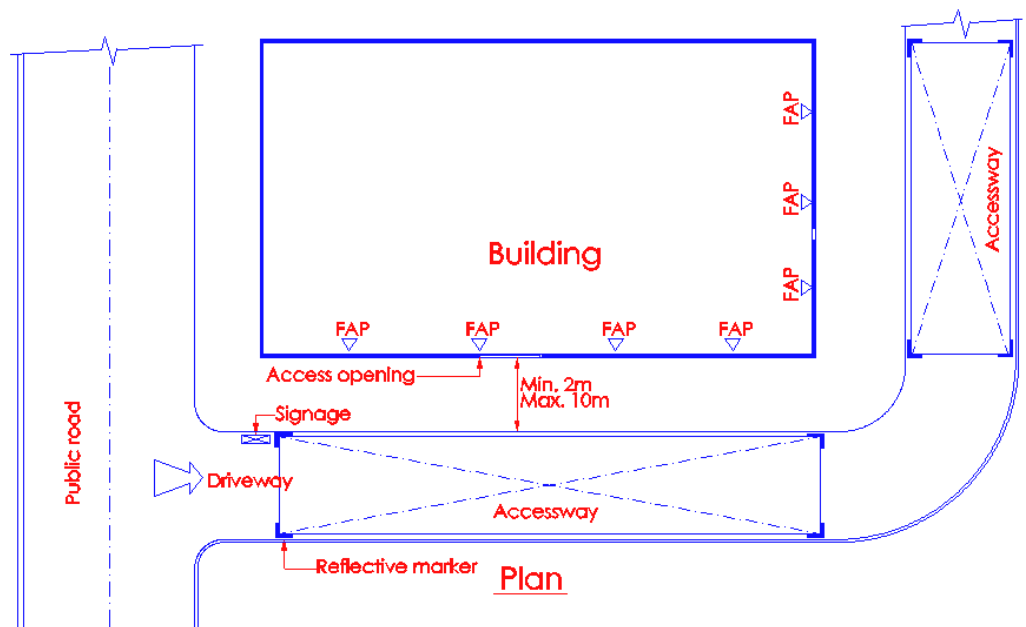 FAP
Accessway
FAP
Building
FAP
FAP
FAP
FAP
FAP
Access opening
Min. 2m
Max. 10m
Signage
Public road
Driveway
Accessway
Reflective marker
Plan